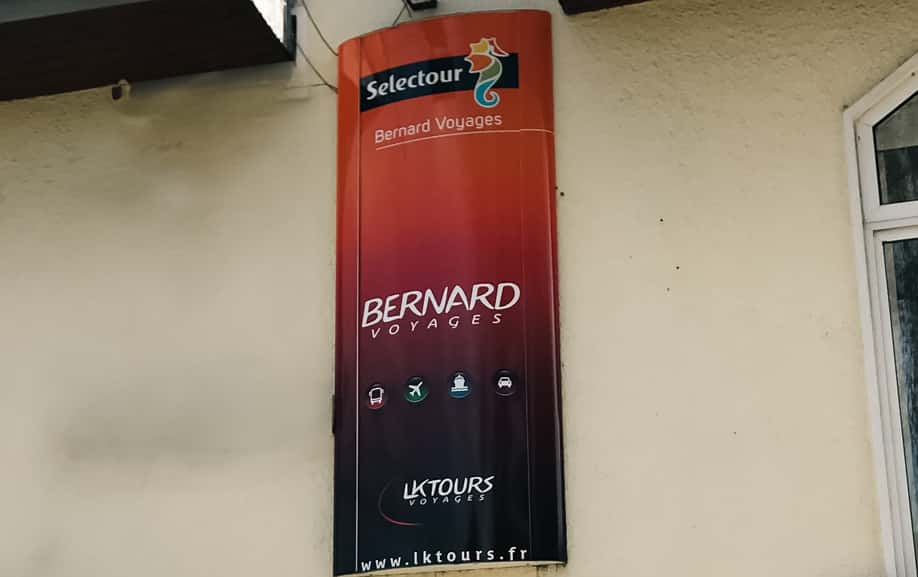 Selectour
Bernard Voyages
BERNARD
VOYAGES
LKTOURS
VOYAGES
www.lktours.fr